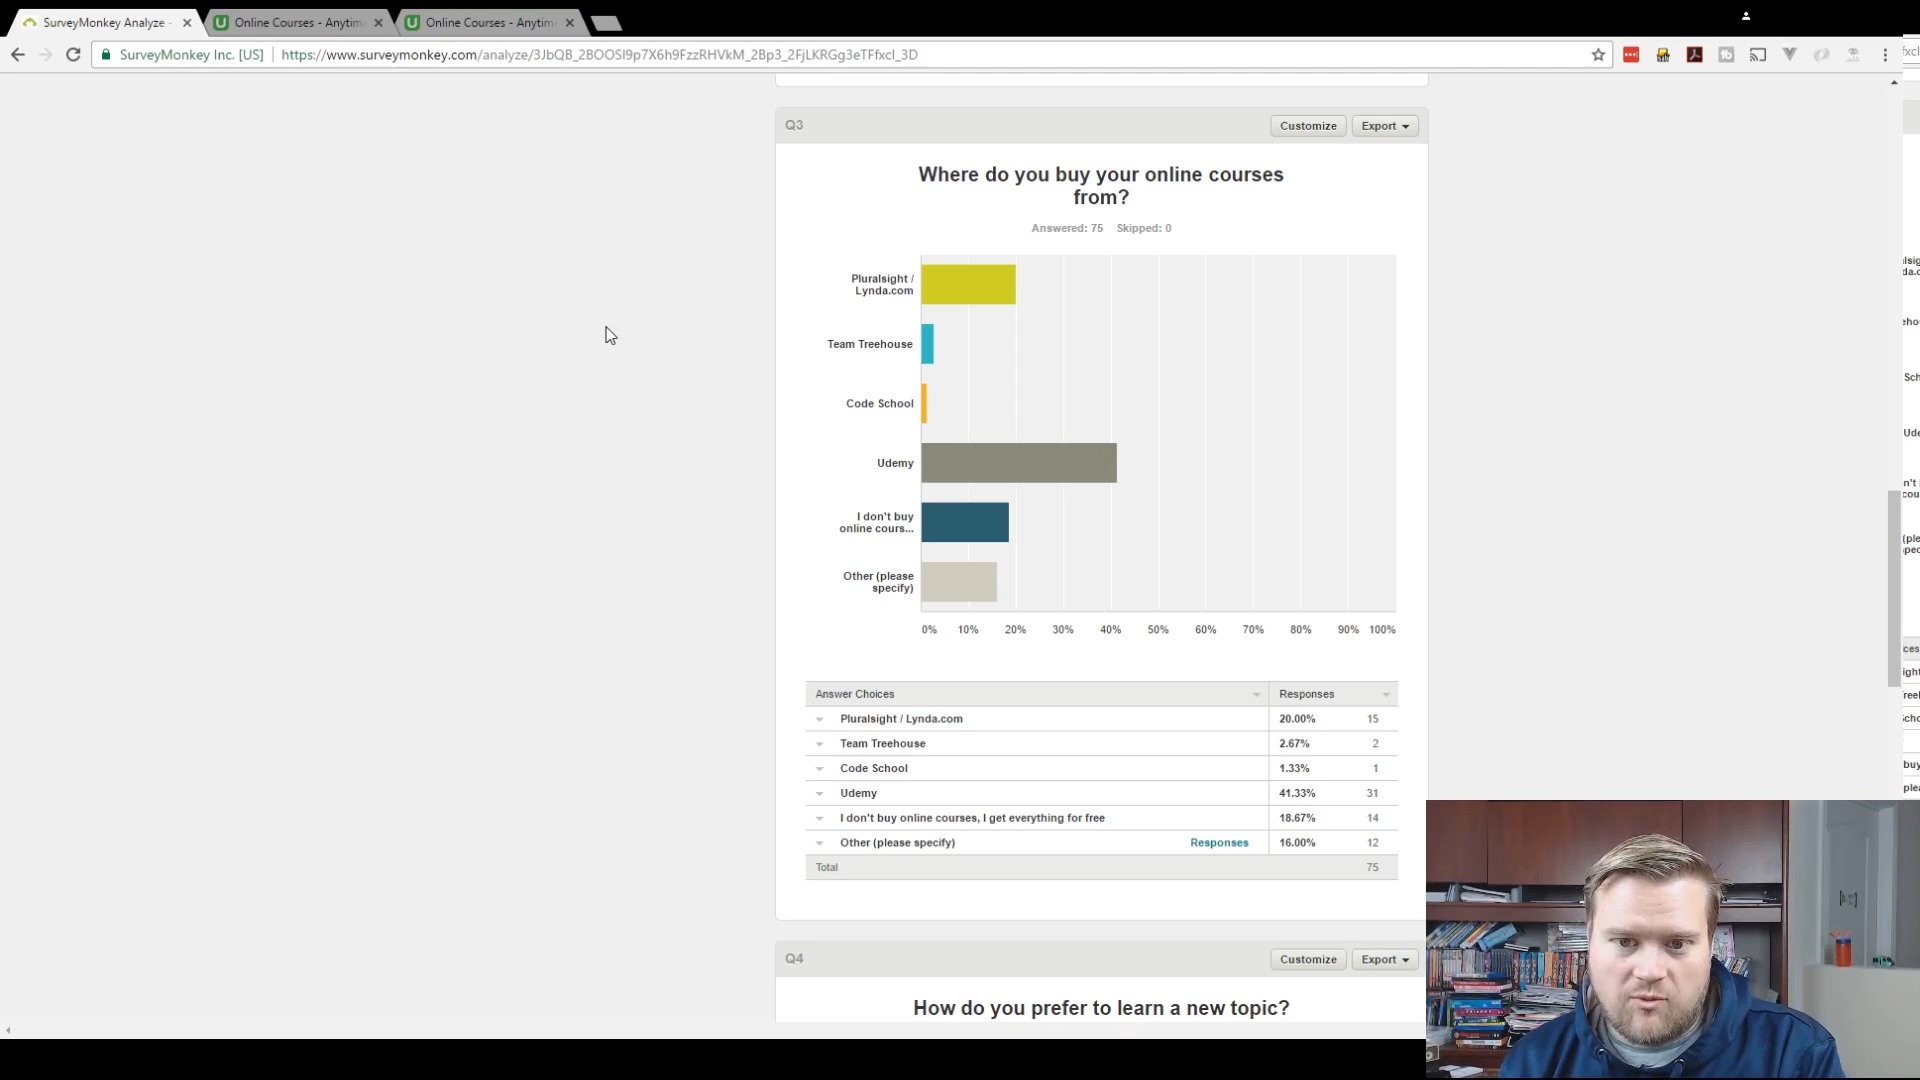 SurveyMonkey Analyze -
Online Courses - Anytim
Online Courses - Anytim
SurveyMonkey Inc. [US]
https://www.surveymonkey.com/analyze/3JbQB_2BOOSl9p7X6h9FzzRHVkM_2Bp3_2FjLKRGg3eTFfxcI_3D
Q3
Customize
Export
Where do you buy your online courses
from?
Answered: 75 Skipped: 0
Pluralsight /
Lynda.com
Team Treehouse
Code School
Udemy
I don't buy
online cours...
Other (please
specify)
0% 10% 20% 30% 40% 50% 60% 70% 80% 90% 100%
Answer Choices Responses
Pluralsight / Lynda.com 20.00% 15
Team Treehouse 2.67% 2
Code School 1.33% 1
Udemy 41.33% 31
I don't buy online courses, I get everything for free 18.67% 14
Other (please specify) Responses 16.00% 12
Total 75
Q4
Customize
Export
How do you prefer to learn a new topic?